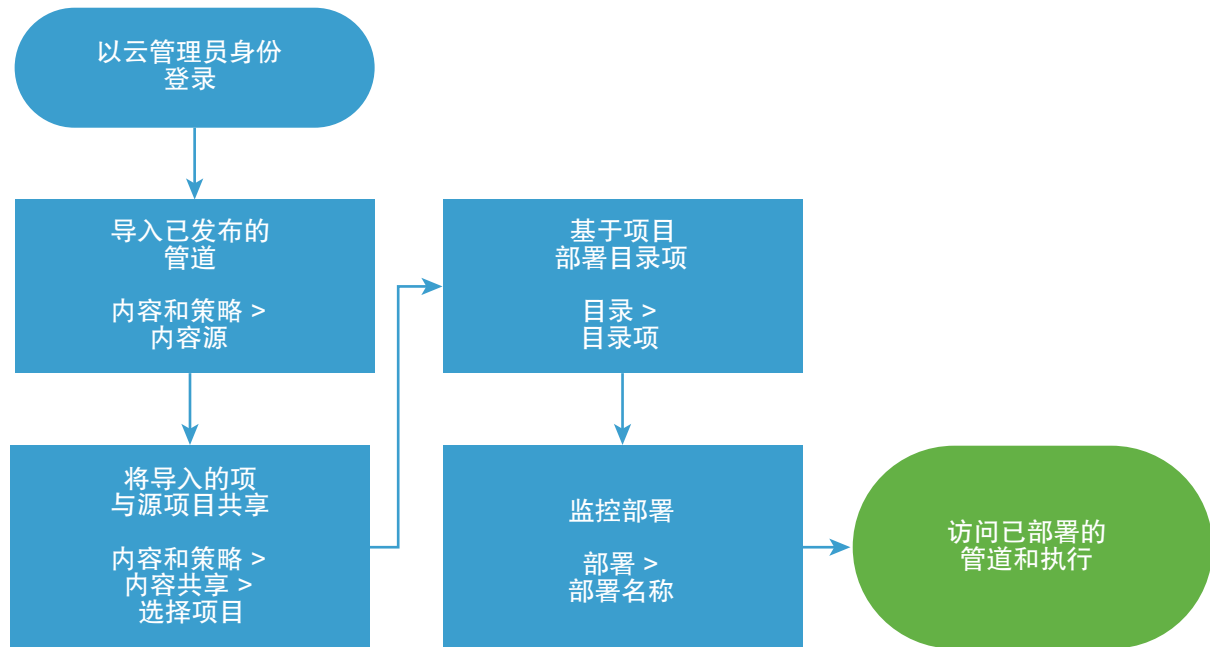 以云管理员身份
登录
导入已发布的
管道
内容和策略 >
内容源
将导入的项
与源项目共享
内容和策略 >
内容共享 >
选择项目
基于项目
部署目录项
目录 >
目录项
监控部署
部署 >
部署名称
访问已部署的
管道和执行